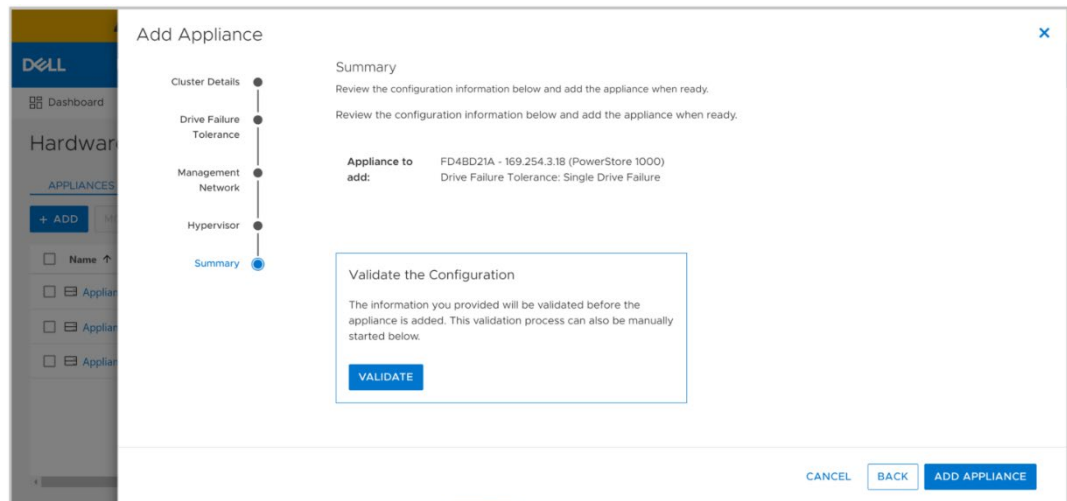 Add Appliance
DELL
Cluster Details
Summary
Review the configuration information below and add the appliance when ready.
Dashboard
Drive Failure
Tolerance
Review the configuration information below and add the appliance when ready.
Hardwar
Management
Network
Appliance to
add:
FD4BD21A - 169.254.3.18 (PowerStore 1000)
Drive Failure Tolerance: Single Drive Failure
APPLIANCES
+ ADD
Hypervisor
Name ↑
Summary
Validate the Configuration
Applian
The information you provided will be validated before the
appliance is added. This validation process can also be manually
started below.
Applian
Applian
VALIDATE
CANCEL
BACK
ADD APPLIANCE